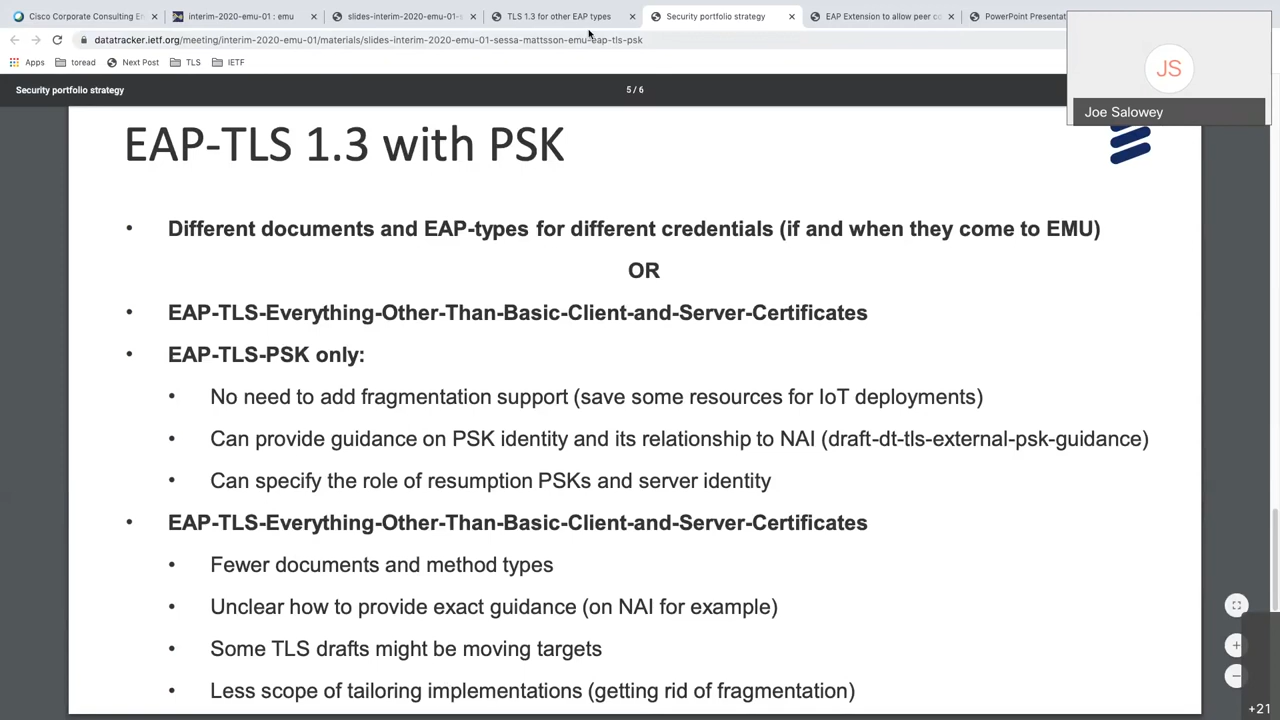 Cisco Corporate Consulting En
interim-2020-emu-01 : emu
slides-interim-2020-emu-01-s
TLS 1.3 for other EAP types
Security portfolio strategy
EAP Extension to allow peer co
PowerPoint Presentat
datatracker.ietf.org/meeting/interim-2020-emu-01/materials/slides-interim-2020-emu-01-sessa-mattsson-emu-eap-tls-psk
Apps
toread
Next Post
TLS
IETF
JS
Joe Salowey
Security portfolio strategy
5 / 6
EAP-TLS 1.3 with PSK
• Different documents and EAP-types for different credentials (if and when they come to EMU)
OR
• EAP-TLS-Everything-Other-Than-Basic-Client-and-Server-Certificates
• EAP-TLS-PSK only:
• No need to add fragmentation support (save some resources for IoT deployments)
• Can provide guidance on PSK identity and its relationship to NAI (draft-dt-tls-external-psk-guidance)
• Can specify the role of resumption PSKs and server identity
• EAP-TLS-Everything-Other-Than-Basic-Client-and-Server-Certificates
• Fewer documents and method types
• Unclear how to provide exact guidance (on NAI for example)
• Some TLS drafts might be moving targets
• Less scope of tailoring implementations (getting rid of fragmentation)
+21